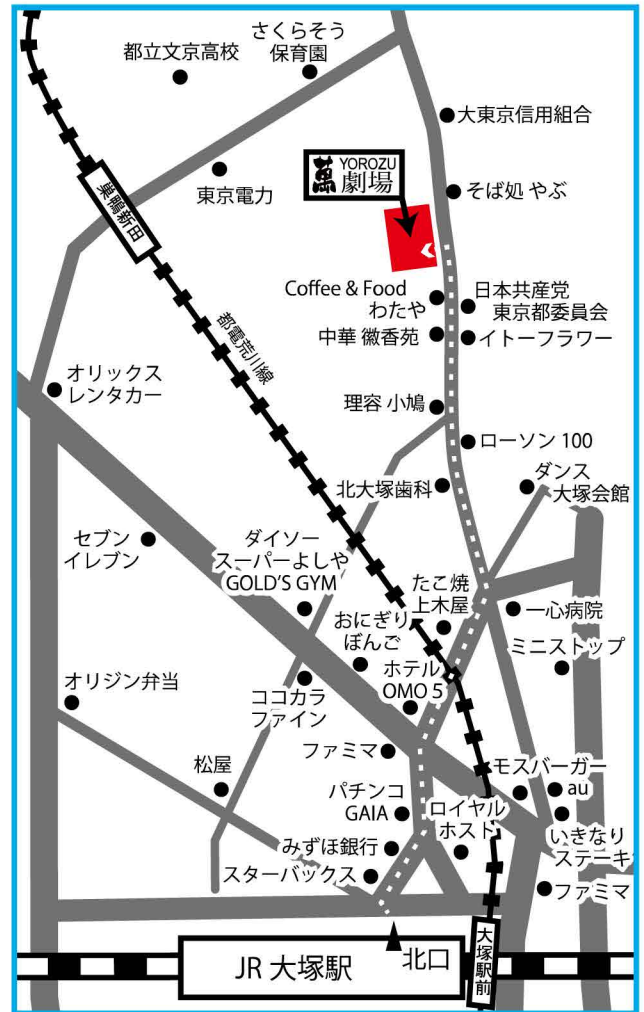 さくらそう
保育園
都立文京高校
大東京信用組合
東京電力
萬
YOROZU
劇場
そば処 やぶ
巣鴨新田
Coffee & Food
わたや
日本共産党
東京都委員会
中華 徽香苑
イトーフラワー
都電荒川線
オリックス
レンタカー
理容 小鳩
ローソン 100
北大塚歯科
ダンス
大塚会館
セブン
イレブン
ダイソー
スーパーよしや
GOLD'S GYM
たこ焼
上木屋
一心病院
おにぎり
ぼんご
ミニストップ
ホテル
OMO 5
オリジン弁当
ココカラ
ファイン
ファミマ
松屋
モスバーガー
au
パチンコ
GAIA
ロイヤル
ホスト
いきなり
ステーキ
みずほ銀行
スターバックス
ファミマ
北口
JR 大塚駅
大塚駅前